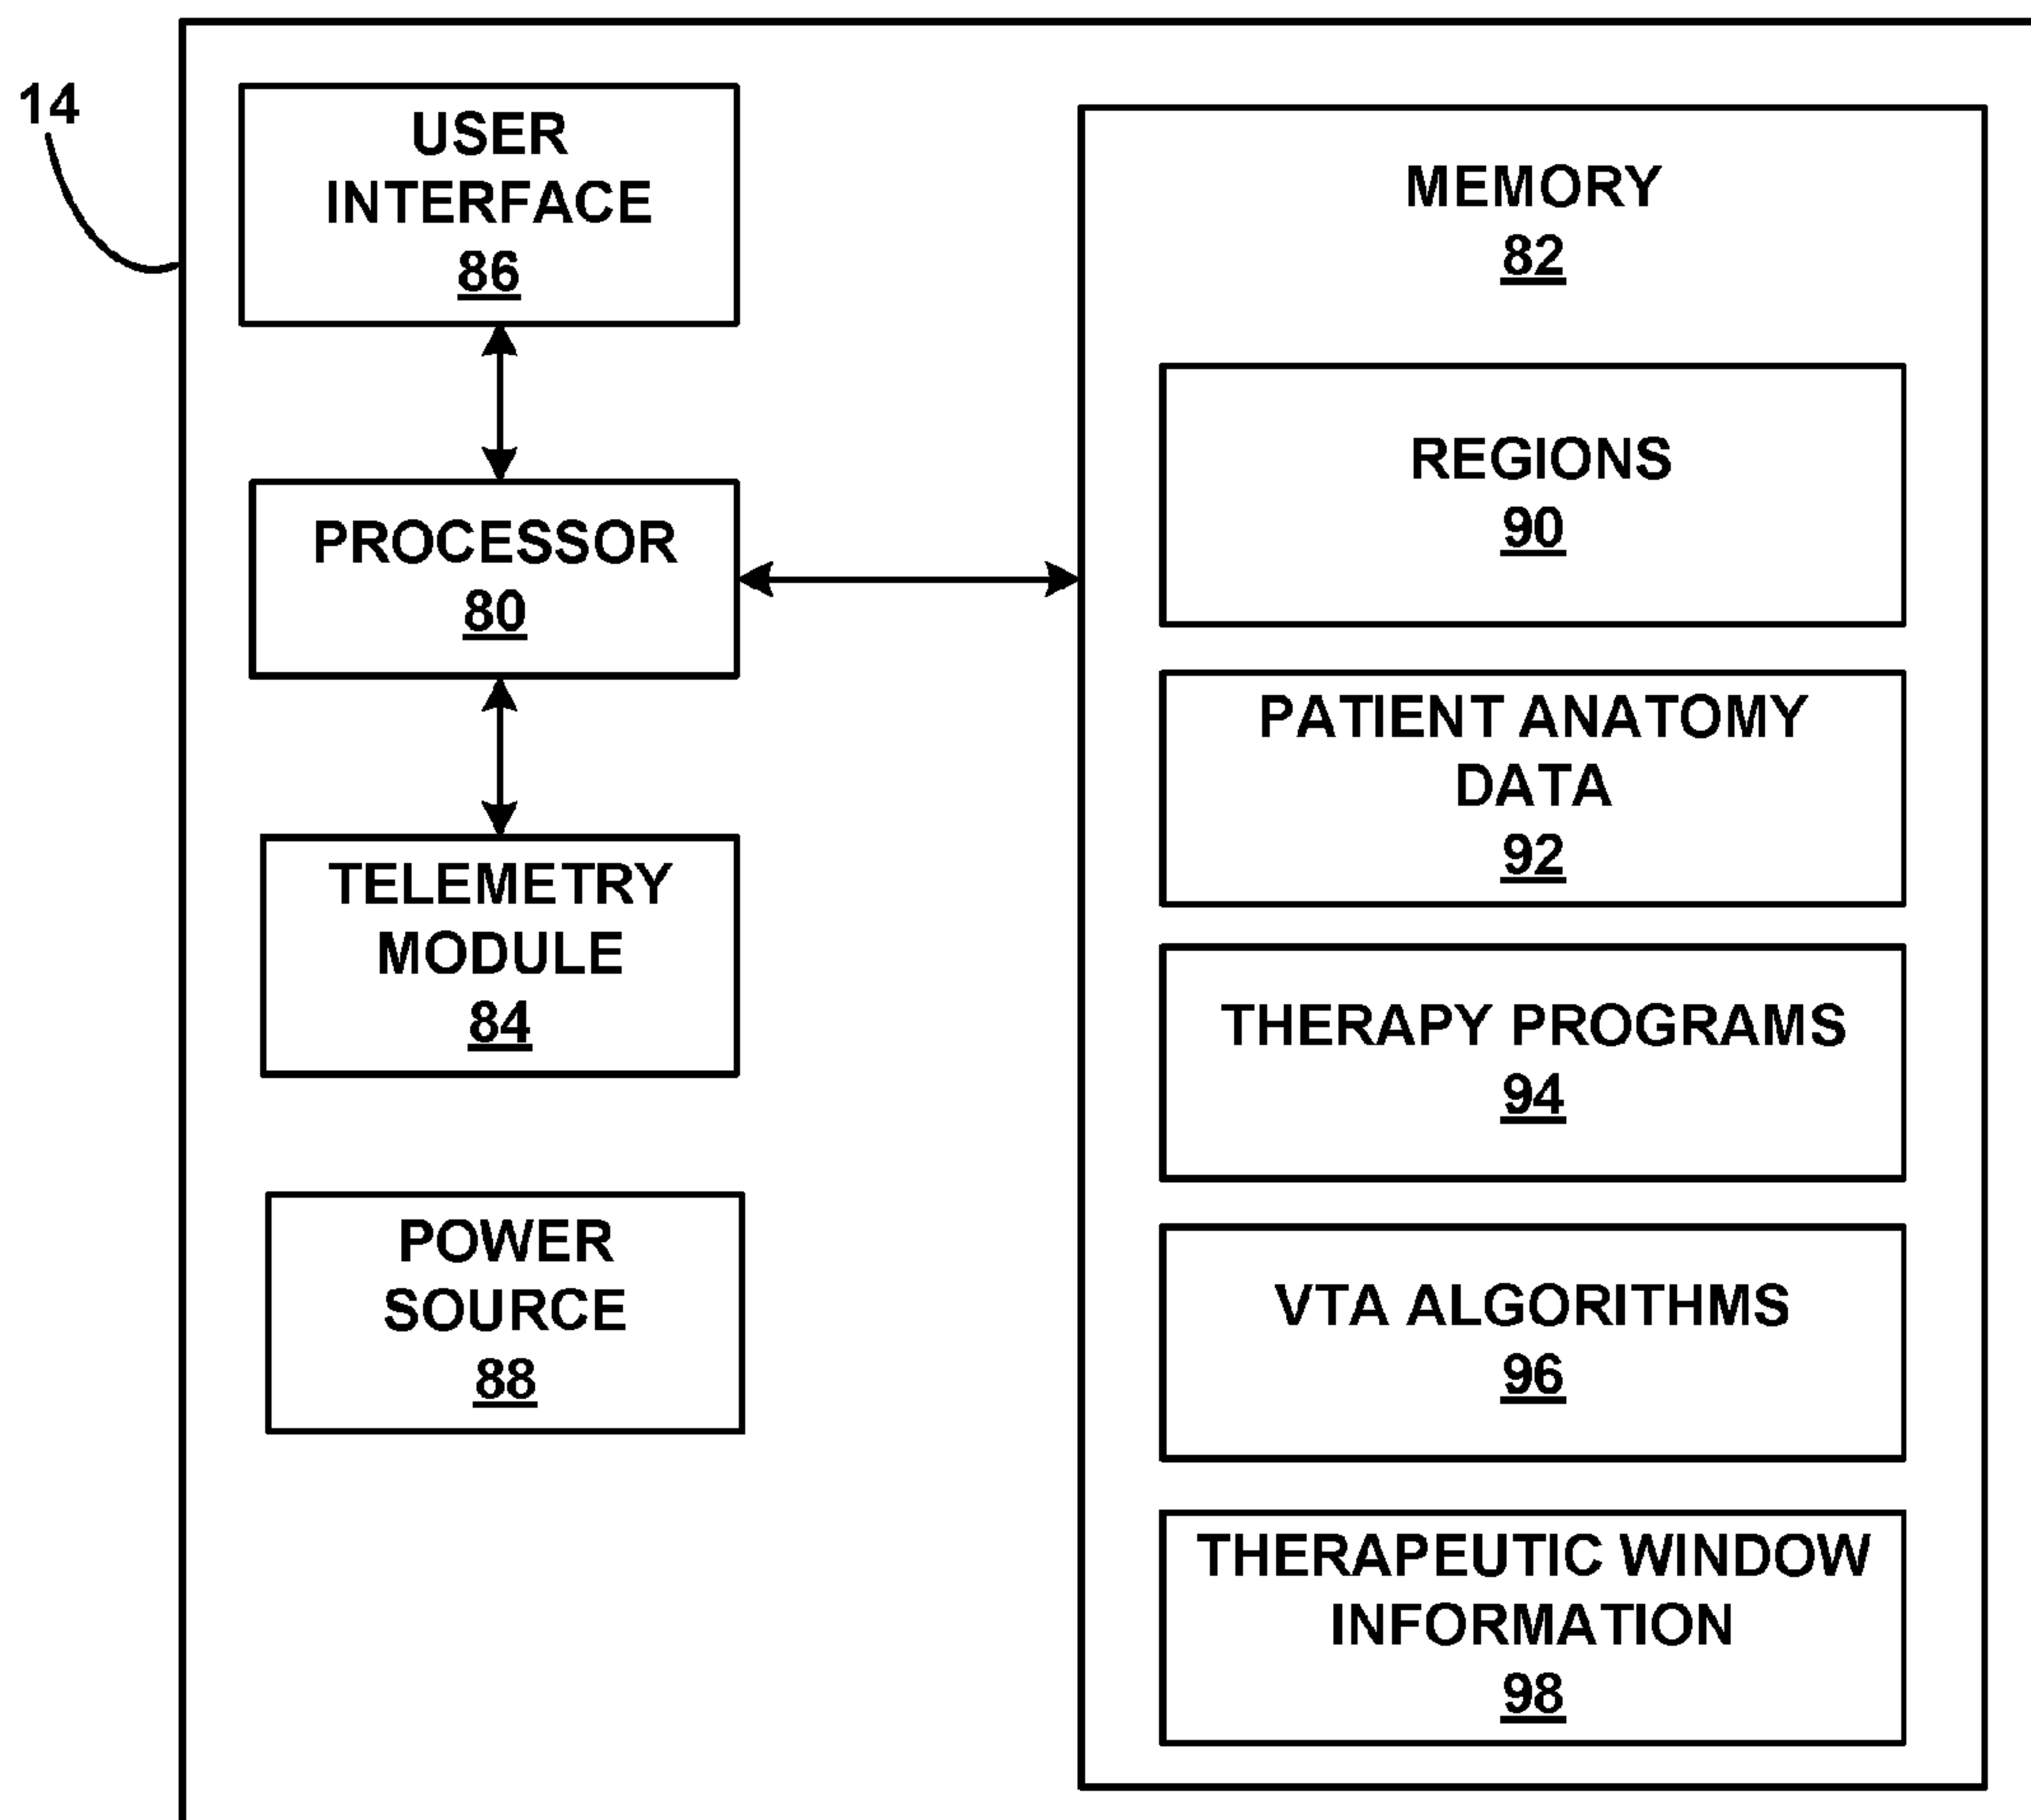 14
USER
INTERFACE
86
PROCESSOR
80
TELEMETRY
MODULE
84
POWER
SOURCE
88
MEMORY
82
REGIONS
90
PATIENT ANATOMY
DATA
92
THERAPY PROGRAMS
94
VTA ALGORITHMS
96
THERAPEUTIC WINDOW
INFORMATION
98